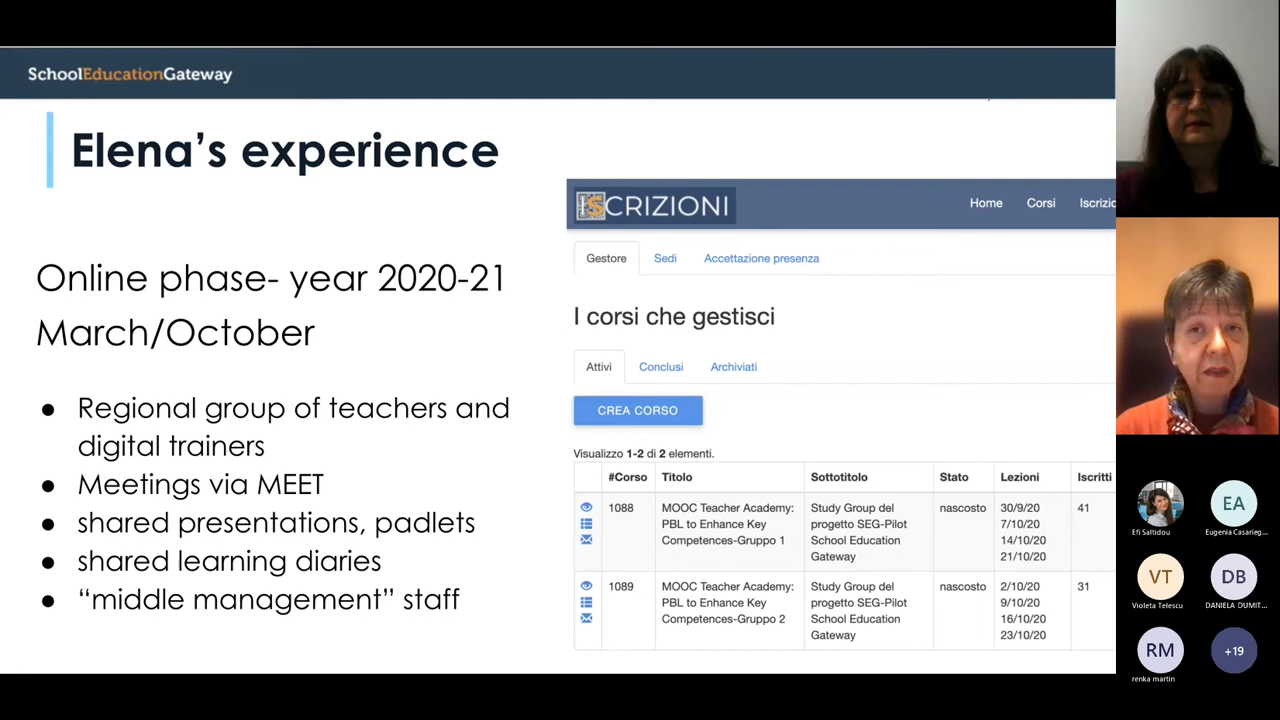 SchoolEducationGateway
Elena’s experience
Online phase- year 2020-21
March/October
● Regional group of teachers and
digital trainers
● Meetings via MEET
● shared presentations, padlets
● shared learning diaries
● “middle management” staff
ISCRIZIONI
Home Corsi Iscrizio
Gestore Sedi Accettazione presenza
I corsi che gestisci
Attivi Conclusi Archiviati
CREA CORSO
Visualizzo 1-2 di 2 elementi.
#Corso Titolo Sottotitolo Stato Lezioni Iscritti
1088 MOOC Teacher Academy: Study Group del nascosto 30/9/20 41
PBL to Enhance Key progetto SEG-Pilot 7/10/20
Competences-Gruppo 1 School Education 14/10/20
Gateway 21/10/20
1089 MOOC Teacher Academy: Study Group del nascosto 2/10/20 31
PBL to Enhance Key progetto SEG-Pilot 9/10/20
Competences-Gruppo 2 School Education 16/10/20
Gateway 23/10/20
EA
Efi Saltidou Eugenia Casarieg...
VT DB
Violeta Telescu DANIELA DUMIT...
RM +19
renka martin